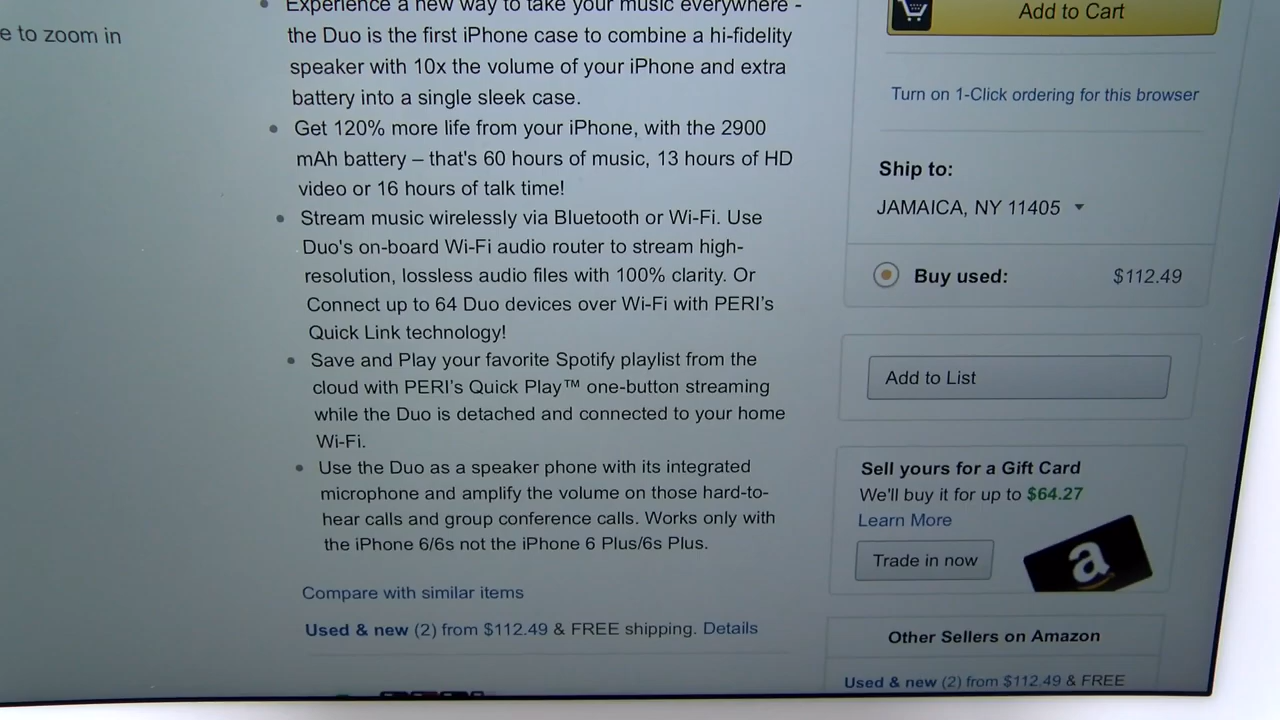 e to zoom in
Experience a new way to take your music everywhere -
the Duo is the first iPhone case to combine a hi-fidelity
speaker with 10x the volume of your iPhone and extra
battery into a single sleek case.
Get 120% more life from your iPhone, with the 2900
mAh battery – that's 60 hours of music, 13 hours of HD
video or 16 hours of talk time!
Stream music wirelessly via Bluetooth or Wi-Fi. Use
Duo's on-board Wi-Fi audio router to stream high-
resolution, lossless audio files with 100% clarity. Or
Connect up to 64 Duo devices over Wi-Fi with PERI's
Quick Link technology!
Save and Play your favorite Spotify playlist from the
cloud with PERI's Quick Play™ one-button streaming
while the Duo is detached and connected to your home
Wi-Fi.
Use the Duo as a speaker phone with its integrated
microphone and amplify the volume on those hard-to-
hear calls and group conference calls. Works only with
the iPhone 6/6s not the iPhone 6 Plus/6s Plus.
Compare with similar items
Used & new (2) from $112.49 & FREE shipping. Details
Add to Cart
Turn on 1-Click ordering for this browser
Ship to:
JAMAICA, NY 11405
Buy used: $112.49
Add to List
Sell yours for a Gift Card
We'll buy it for up to $64.27
Learn More
Trade in now
a
Other Sellers on Amazon
Used & new (2) from $112.49 & FREE